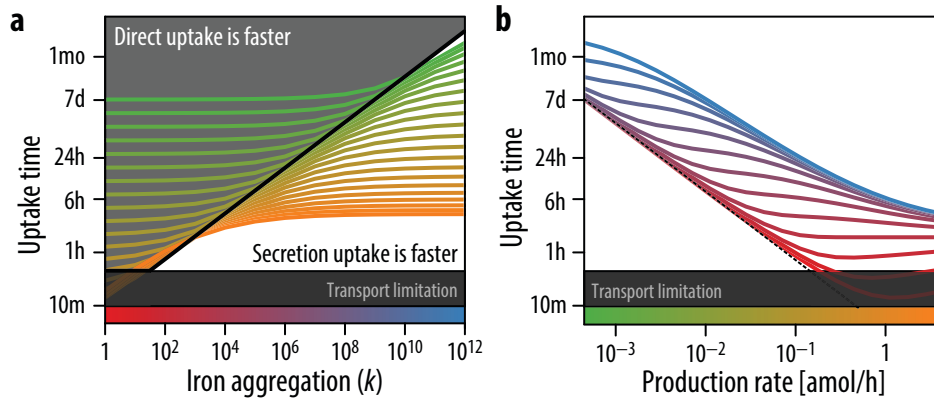 a
Direct uptake is faster
1mo
7d
24h
6h
1h
10m
Uptake time
Secretion uptake is faster
Transport limitation
1
10²
10⁴
10⁶
10⁸
10¹⁰
10¹²
Iron aggregation (k)
b
1mo
7d
24h
6h
1h
10m
Uptake time
Transport limitation
10⁻³
10⁻²
10⁻¹
1
Production rate [amol/h]